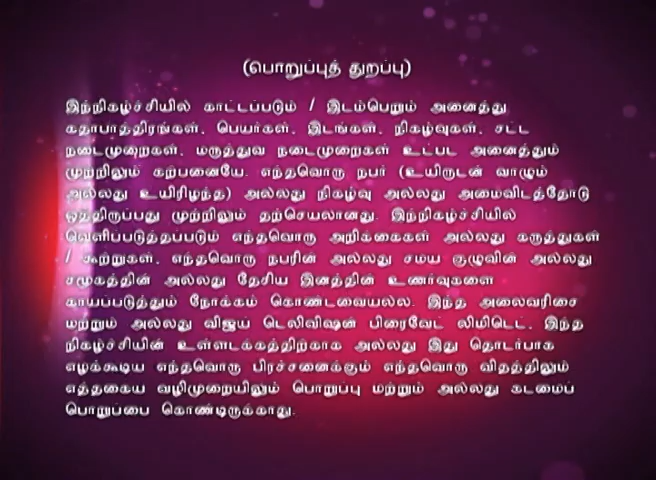 (பொறுப்புத் துறப்பு)
இந்நிகழ்ச்சியில் காட்டப்படும் / இடம்பெறும் அனைத்து
கதாபாத்திரங்கள், பெயர்கள், இடங்கள், நிகழ்வுகள், சட்ட
நடைமுறைகள், மருத்துவ நடைமுறைகள் உட்பட அனைத்தும்
முற்றிலும் கற்பனையே. எந்தவொரு நபர் (உயிருடன் வாழும்
அல்லது உயிரிழந்த) அல்லது நிகழ்வு அல்லது அமைவிடத்தோடு
ஒத்திருப்பது முற்றிலும் தற்செயலானது. இந்நிகழ்ச்சியில்
வெளிப்படுத்தப்படும் எந்தவொரு அறிக்கைகள் அல்லது கருத்துகள்
/ கூற்றுகள், எந்தவொரு நபரின் அல்லது சமய குழுவின் அல்லது
சமூகத்தின் அல்லது தேசிய இனத்தின் உணர்வுகளை
காயப்படுத்தும் நோக்கம் கொண்டவையல்ல. இந்த அலைவரிசை
மற்றும் அல்லது விஜய் டெலிவிஷன் பிரைவேட் லிமிடெட், இந்த
நிகழ்ச்சியின் உள்ளடக்கத்திற்காக அல்லது இது தொடர்பாக
எழக்கூடிய எந்தவொரு பிரச்சனைக்கும் எந்தவொரு விதத்திலும்
எத்தகைய வழிமுறையிலும் பொறுப்பு மற்றும் அல்லது கடமைப்
பொறுப்பை கொண்டிருக்காது.